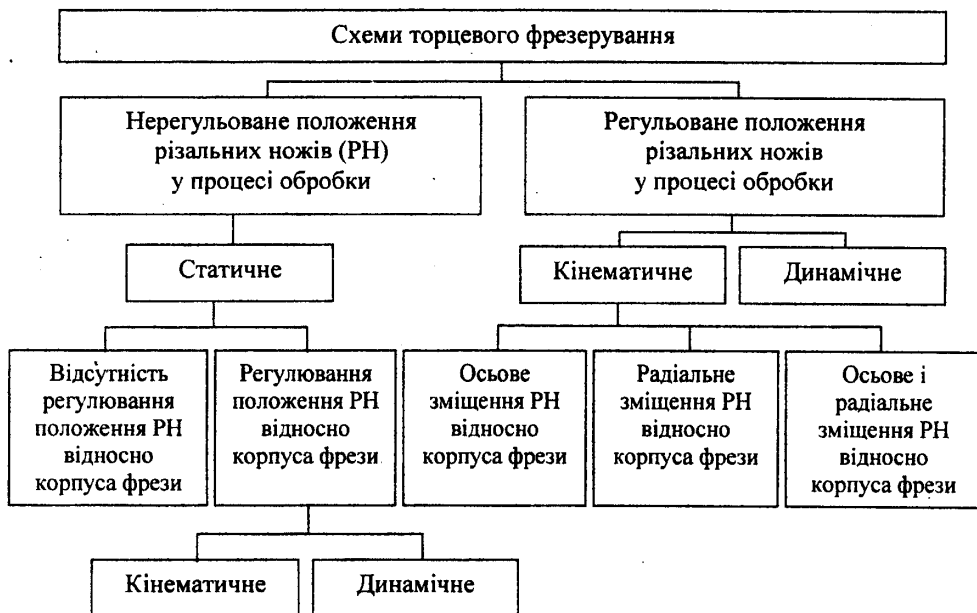 Схеми торцевого фрезерування
Нерегульоване положення
різальних ножів (РН)
у процесі обробки
Регульоване положення
різальних ножів
у процесі обробки
Статичне
Кінематичне
Динамічне
Відсутність
регулювання
положення РН
відносно
корпуса фрези
Регулювання
положення РН
відносно
корпуса фрези
Осьове
зміщення РН
відносно
корпуса фрези
Радіальне
зміщення РН
відносно
корпуса фрези
Осьове і
радіальне
зміщення РН
відносно
корпуса фрези
Кінематичне
Динамічне